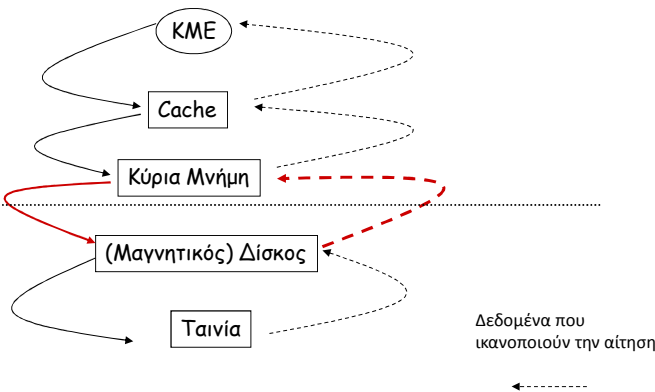 ΚΜΕ
Cache
Κύρια Μνήμη
(Μαγνητικός) Δίσκος
Ταινία
Δεδομένα που
ικανοποιούν την αίτηση